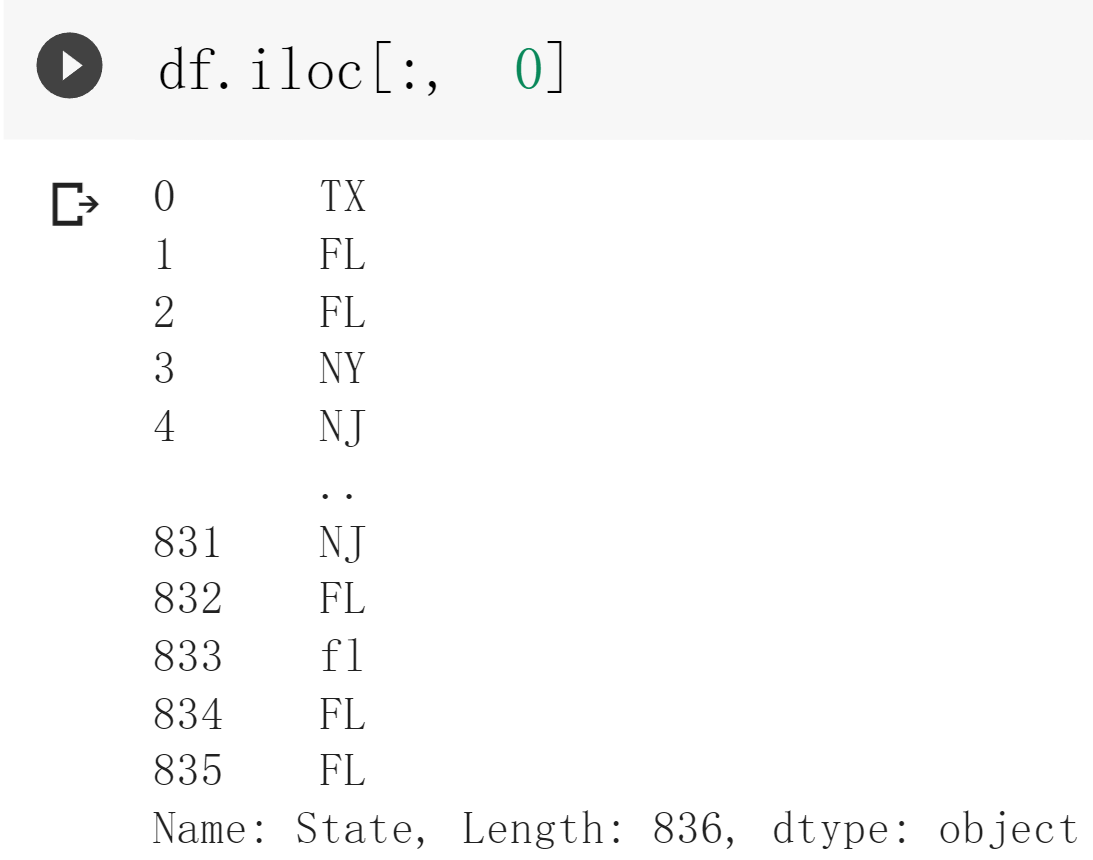 df.iloc[:, 0]
0 TX
1 FL
2 FL
3 NY
4 NJ
..
831 NJ
832 FL
833 fl
834 FL
835 FL
Name: State, Length: 836, dtype: object